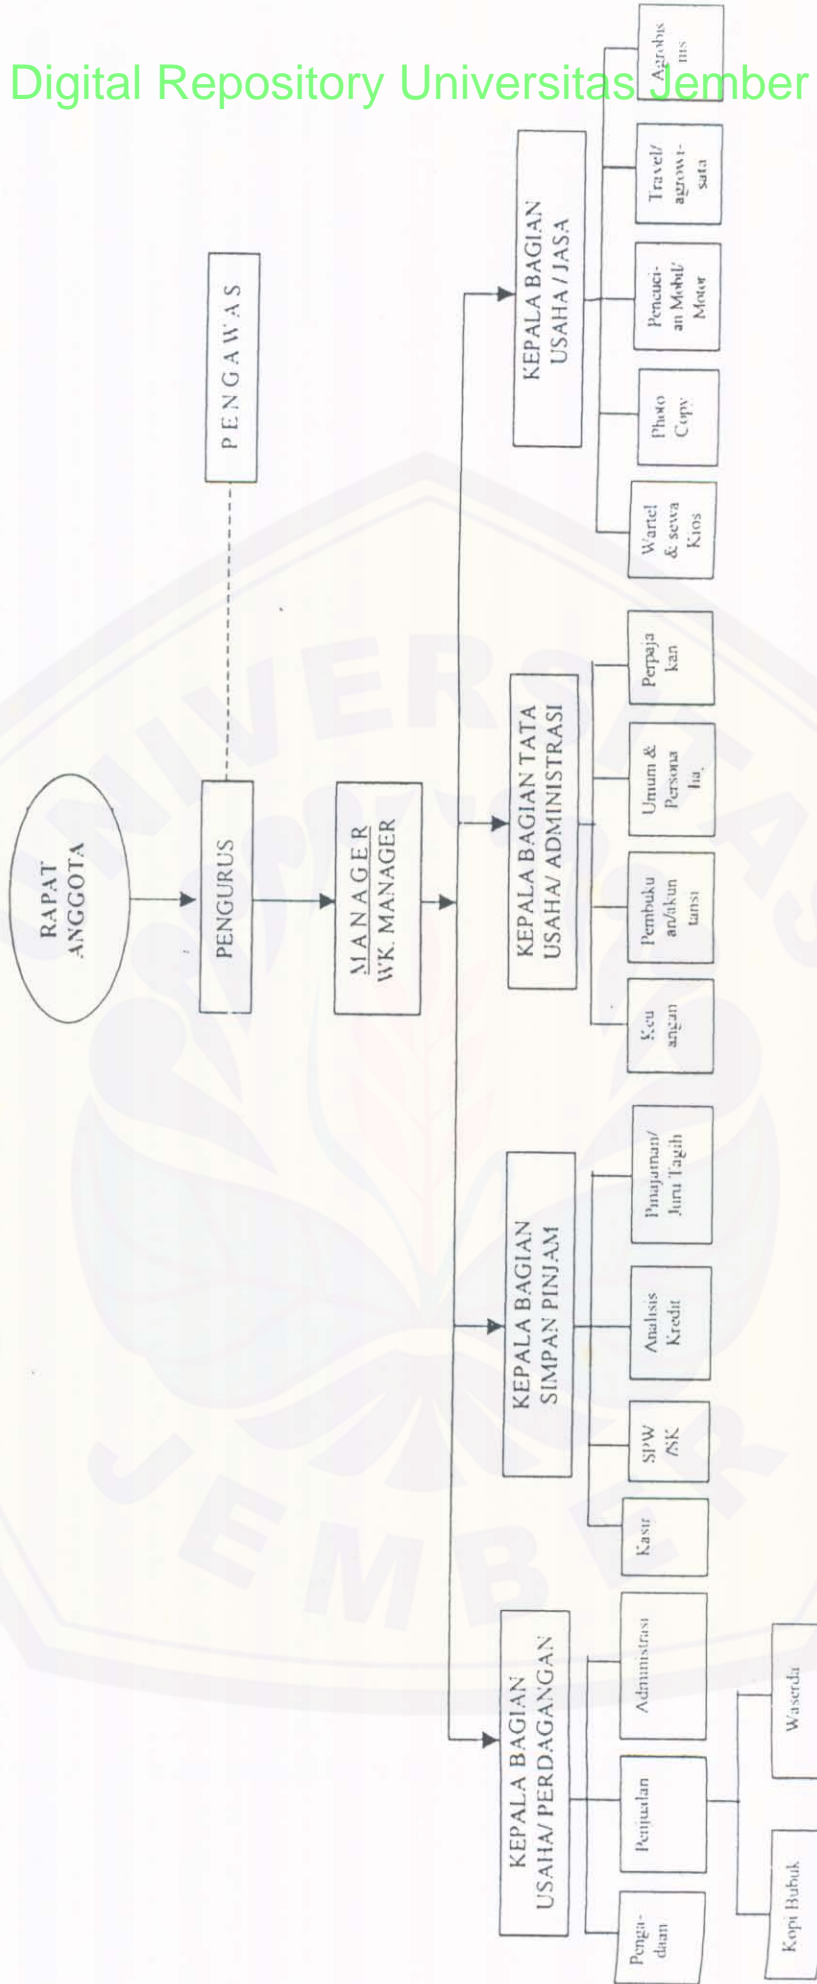 Digital Repository Universitas Jember
RAPAT
ANGGOTA
PENGURUS
PENGAWAS
MANAGER
WK. MANAGER
KEPALA BAGIAN
USAHA/ PERDAGANGAN
KEPALA BAGIAN
SIMPAN PINJAM
KEPALA BAGIAN TATA
USAHA/ ADMINISTRASI
KEPALA BAGIAN
USAHA / JASA
Penga-
daan
Penjualan
Administrasi
Kasir
SPW
/SK
Analisis
Kredit
Pinajaman/
Juru Tagih
Keu
angan
Pembuku
an/akun
tansi
Umum &
Persona
lia
Perpaja
kan
Wartel
& sewa
Kios
Photo
Copy
Pencuci-
an Mobil/
Motor
Travel/
agrowi-
sata
Agrobis
nis
Kopi Bubuk
Waserda
UNIVERSITAS
JEMBER